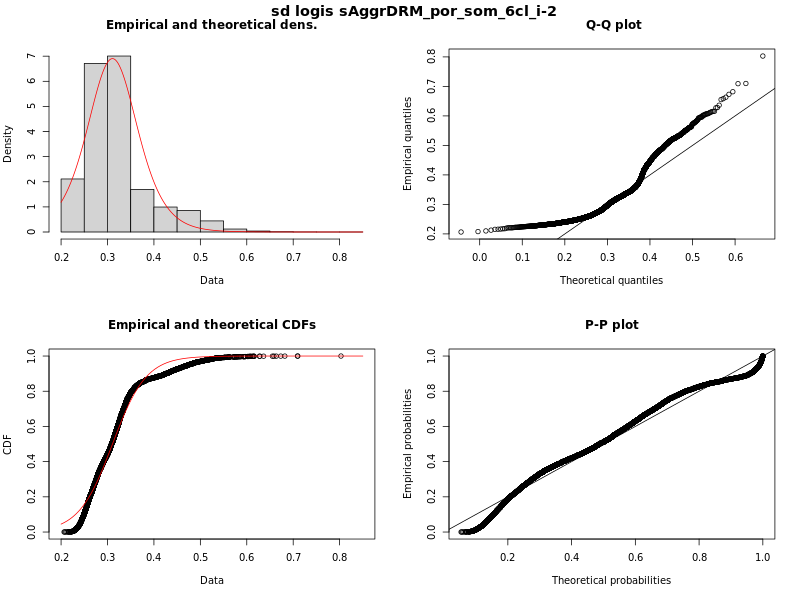 sd logis sAggrDRM_por_som_6cl_i-2
Empirical and theoretical dens.
Density
0 1 2 3 4 5 6 7
0.2 0.3 0.4 0.5 0.6 0.7 0.8
Data
Q-Q plot
Empirical quantiles
0.2 0.3 0.4 0.5 0.6 0.7 0.8
0.0 0.1 0.2 0.3 0.4 0.5 0.6
Theoretical quantiles
Empirical and theoretical CDFs
CDF
0.0 0.2 0.4 0.6 0.8 1.0
0.2 0.3 0.4 0.5 0.6 0.7 0.8
Data
P-P plot
Empirical probabilities
0.0 0.2 0.4 0.6 0.8 1.0
0.2 0.4 0.6 0.8 1.0
Theoretical probabilities